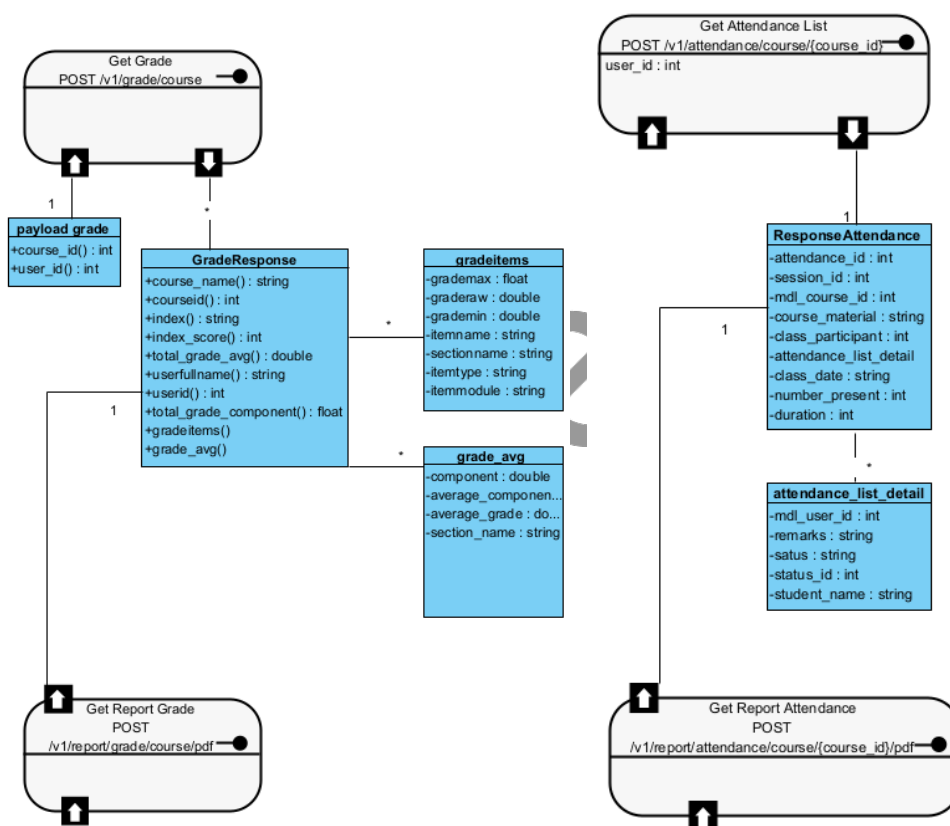 Get Grade
POST /v1/grade/course
1
*
payload grade
+course_id() : int
+user_id() : int
GradeResponse
+course_name() : string
+courseid() : int
+index() : string
+index_score() : int
+total_grade_avg() : double
+userfullname() : string
+userid() : int
+total_grade_component() : float
+gradeitems()
+grade_avg()
1
*
*
gradeitems
-grademax : float
-graderaw : double
-grademin : double
-itemname : string
-sectionname : string
-itemtype : string
-itemmodule : string
grade_avg
-component : double
-average_componen...
-average_grade : do...
-section_name : string
Get Report Grade
POST
/v1/report/grade/course/pdf
Get Attendance List
POST /v1/attendance/course/{course_id}
user_id : int
1
ResponseAttendance
-attendance_id : int
-session_id : int
-mdl_course_id : int
-course_material : string
-class_participant : int
-attendance_list_detail
-class_date : string
-number_present : int
-duration : int
1
*
attendance_list_detail
-mdl_user_id : int
-remarks : string
-satus : string
-status_id : int
-student_name : string
Get Report Attendance
POST
/v1/report/attendance/course/{course_id}/pdf